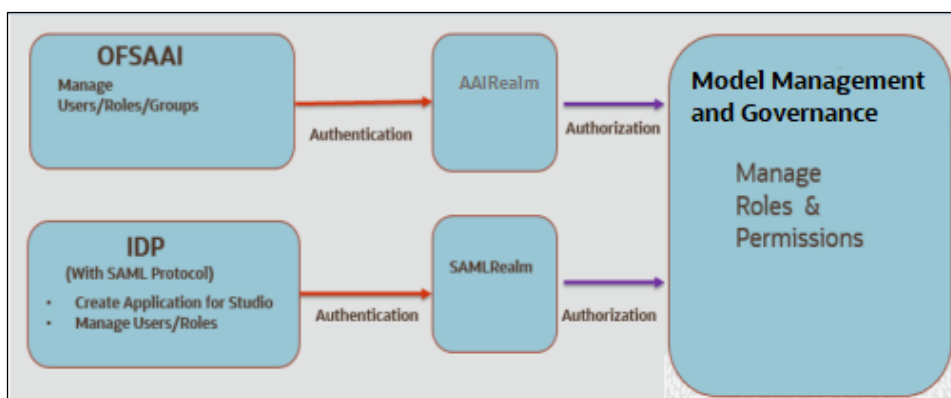 OFSAAI
Manage
Users/Roles/Groups
Authentication
AAIRealm
Authorization
Model Management
and Governance
Manage
Roles &
Permissions
IDP
(With SAML Protocol)
• Create Application for Studio
• Manage Users/Roles
Authentication
SAMLRealm
Authorization